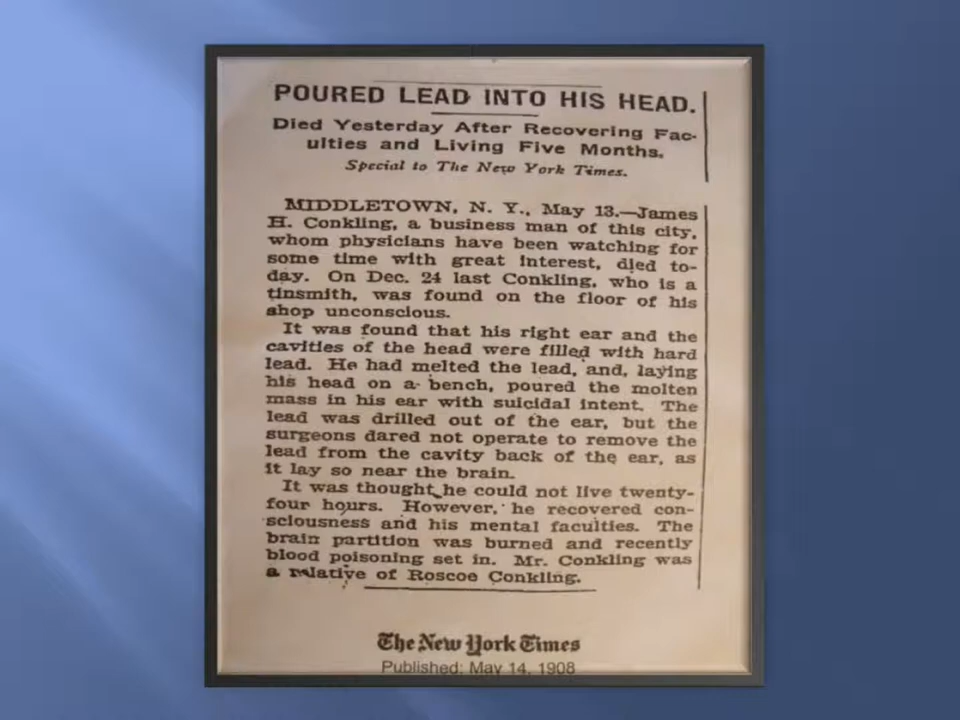 POURED LEAD INTO HIS HEAD.
Died Yesterday After Recovering Fac-
ulties and Living Five Months.
Special to The New York Times.
MIDDLETOWN, N. Y., May 13.—James
H. Conkling, a business man of this city,
whom physicians have been watching for
some time with great interest, died to-
day. On Dec. 24 last Conkling, who is a
tinsmith, was found on the floor of his
shop unconscious.
It was found that his right ear and the
cavities of the head were filled with hard
lead. He had melted the lead, and, laying
his head on a bench, poured the molten
mass in his ear with suicidal intent. The
lead was drilled out of the ear, but the
surgeons dared not operate to remove the
lead from the cavity back of the ear, as
it lay so near the brain.
It was thought he could not live twenty-
four hours. However, he recovered con-
sciousness and his mental faculties. The
brain partition was burned and recently
blood poisoning set in. Mr. Conkling was
a relative of Roscoe Conkling.
The New York Times
Published: May 14, 1908